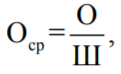 Оср = О/Ш,